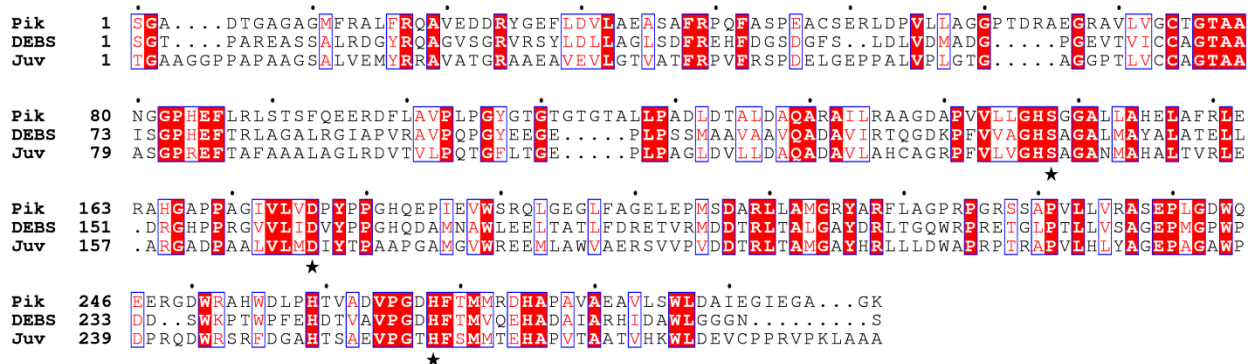 Pik 1 SGA....DTGAGAGMFRALFRQAVEDDRYGEFLDVLAEASAFRPQFASPEACSERLDPVLLAGGPTDRAEGRAVLVGCTGTAA
DEBS 1 SGT....PAREASSALRDGYRQAGVSGRVRSYLDLLAGLSDFREHFDGSDGFS..LDLVDMADG.....PGEVTVICCAGTAA
Juv 1 TGAAGGPPAPAAGSALVEMYRRAVATGRAAEAVEVLGTVATFRPVFRSPDELGEPPALVPLGTG.....AGGPTLVCCAGTAA
Pik 80 NGGPHEFLRLSTSFQEERDFLAVPLPGYGTGTGTGTALLPADLDTALDAQARAILRAAGDAPVVLLGHSGGALLAHELAFRLE
DEBS 73 ISGPHEFTRLAGALRGIAPVRAVPQPGYEEGE.....PLPSSMAAVAAVQADAVIRTQGDKPFVVAGHSAGALMAYALATELL
Juv 79 ASGPREFTAFAAALAGLRDVTVLPQTGFLTGE.....PLPAGLDVLLDAQADAVLAHCAGRPFVLVGHSAGANMAHALTVRLE
Pik 163 RAHGAPPAGIVLVDPYPPGHQEPIEVWSRQLGEGLFAGELEPMSDARLLAMGRYARFLAGPRPGRSSAPVLLVRASEPLGDWQ
DEBS 151 .DRGHPPRGVVLIDVYPPGHQDAMNAWLEELTATLFDRETVRMDDTRLTALGAYDRLTGQWRPRETGLPTLLVSAGEPMGPWP
Juv 157 .ARGADPAALVLMDIYTPAAPGAMGVWREEMLAWVAERSVVPVDDTRLTAMGAYHRLLLDWAPRPTRAPVLHLYAGEPAGAWP
Pik 246 EERGDWRAHWDLPHTVADVPGDHFTMMRDHAPAVAEAVLSWLDAIEGIEGA...GK
DEBS 233 DD..SWKPTWPFEHDTVAVPGDHFTMVQEHADAIARHIDAWLGGGN.........S
Juv 239 DPRQDWRSRFDGAHTSAEVPGTHFSMMTEHAPVTAATVHKWLDEVCPPRVPKLAAA